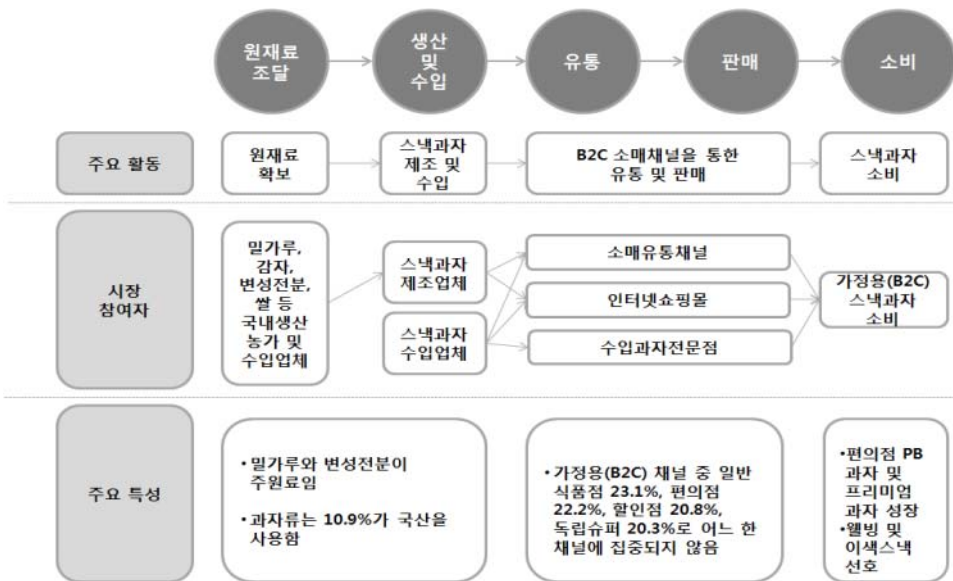 원재료
조달
생산
및
수입
유통
판매
소비
주요 활동
원재료
확보
스낵과자
제조 및
수입
B2C 소매채널을 통한
유통 및 판매
스낵과자
소비
시장
참여자
밀가루,
감자,
변성전분,
쌀 등
국내생산
농가 및
수입업체
스낵과자
제조업체
스낵과자
수입업체
소매유통채널
인터넷쇼핑몰
수입과자전문점
가정용(B2C)
스낵과자
소비
주요 특성
•밀가루와 변성전분이
주원료임
•과자류는 10.9%가 국산을
사용함
•가정용(B2C) 채널 중 일반
식품점 23.1%, 편의점
22.2%, 할인점 20.8%,
독립슈퍼 20.3%로 어느 한
채널에 집중되지 않음
•편의점 PB
과자 및
프리미엄
과자 성장
•웰빙 및
이색스낵
선호